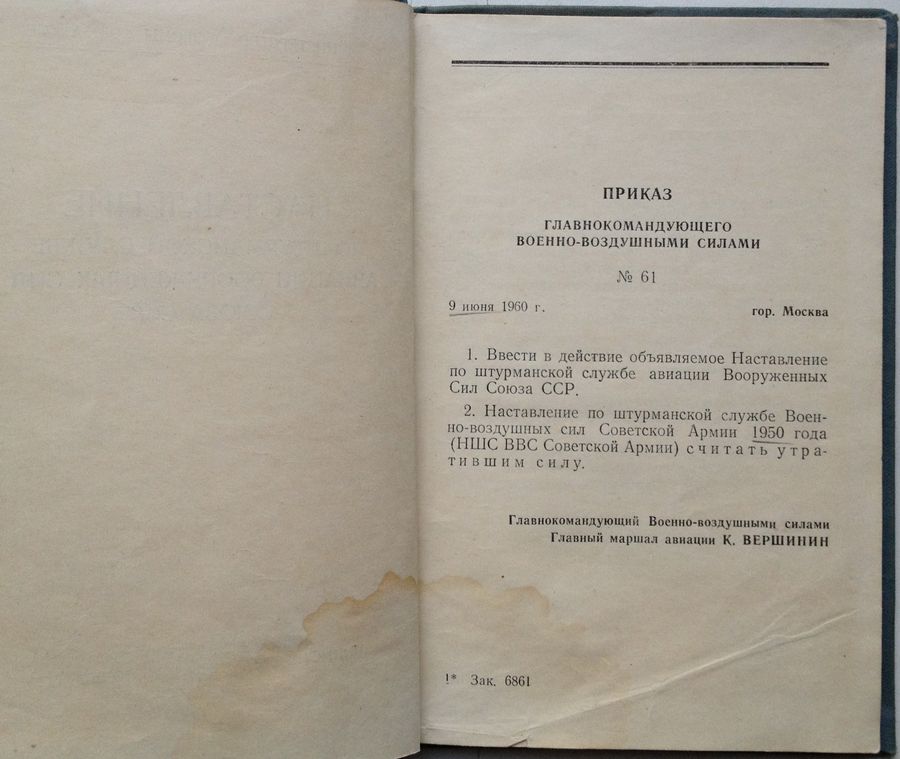 ПРИКАЗ
ГЛАВНОКОМАНДУЮЩЕГО
ВОЕННО-ВОЗДУШНЫМИ СИЛАМИ
№ 61
9 июня 1960 г.
гор. Москва
1. Ввести в действие объявляемое Наставление
по штурманской службе авиации Вооруженных
Сил Союза ССР.
2. Наставление по штурманской службе Воен-
но-воздушных сил Советской Армии 1950 года
(НШС ВВС Советской Армии) считать утра-
тившим силу.
Главнокомандующий Военно-воздушными силами
Главный маршал авиации К. ВЕРШИНИН
1* Зак. 6861